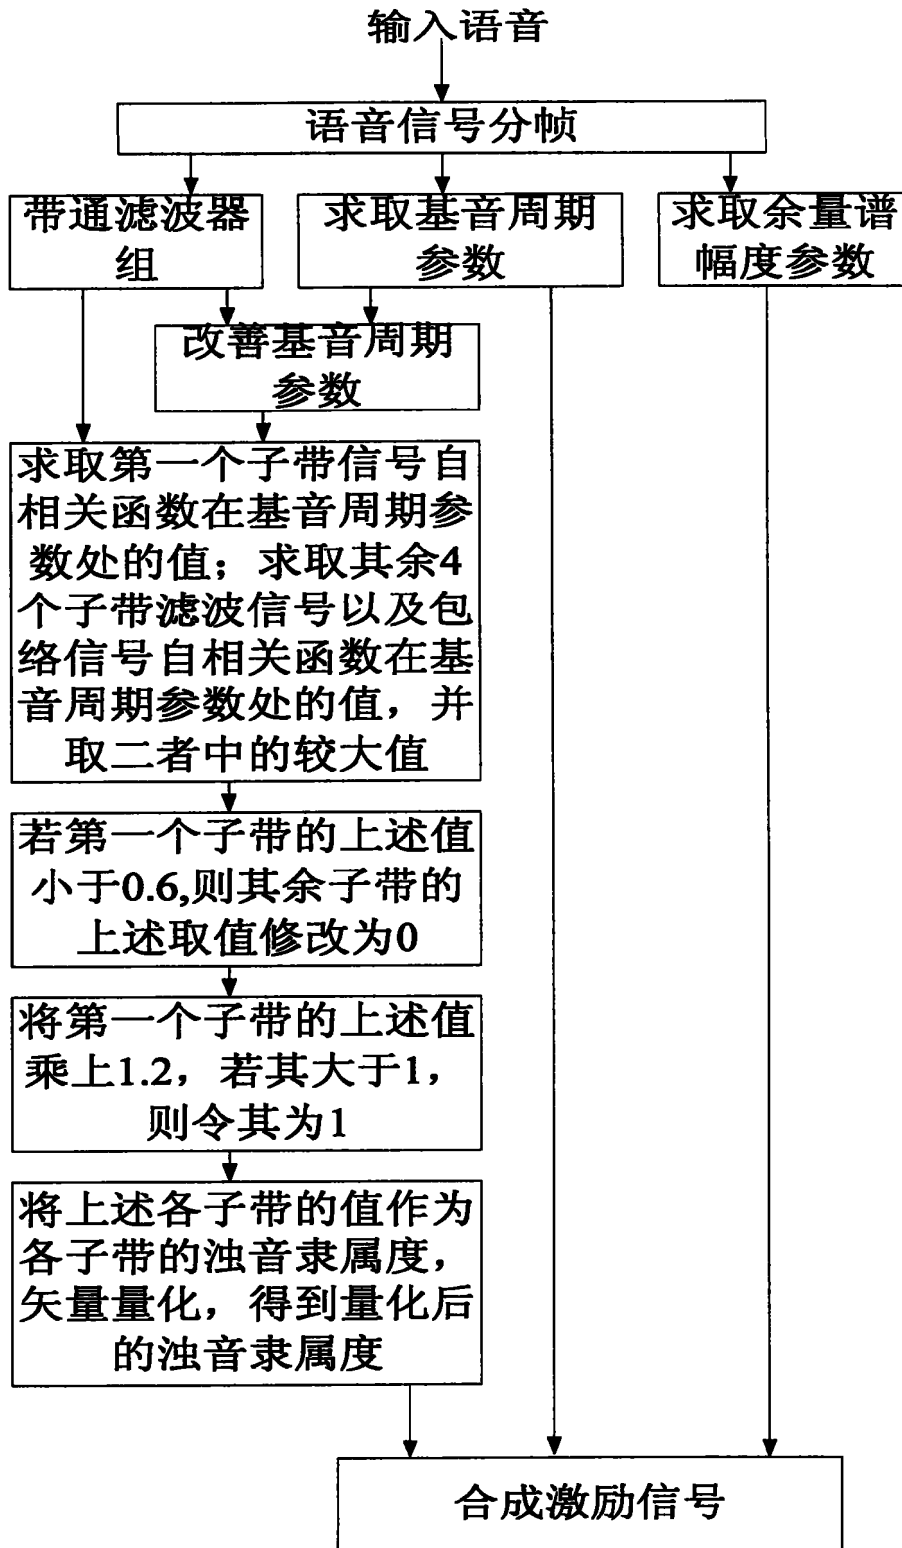 输入语音
语音信号分帧
带通滤波器
组
求取基音周期
参数
求取余量谱
幅度参数
改善基音周期
参数
求取第一个子带信号自
相关函数在基音周期参
数处的值；求取其余4
个子带滤波信号以及包
络信号自相关函数在基
音周期参数处的值，并
取二者中的较大值
若第一个子带的上述值
小于0.6,则其余子带的
上述取值修改为0
将第一个子带的上述值
乘上1.2，若其大于1，
则令其为1
将上述各子带的值作为
各子带的浊音隶属度，
矢量量化，得到量化后
的浊音隶属度
合成激励信号